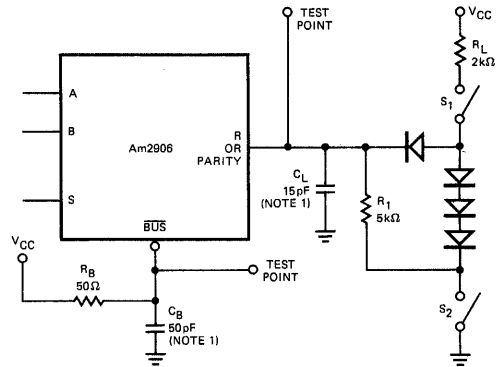 TEST
POINT
VCC
RL
2kΩ
S1
A
B
Am2906
R
OR
PARITY
CL
15pF
(NOTE 1)
R1
5kΩ
S
BUS
VCC
RB
50Ω
TEST
POINT
CB
50pF
(NOTE 1)
S2